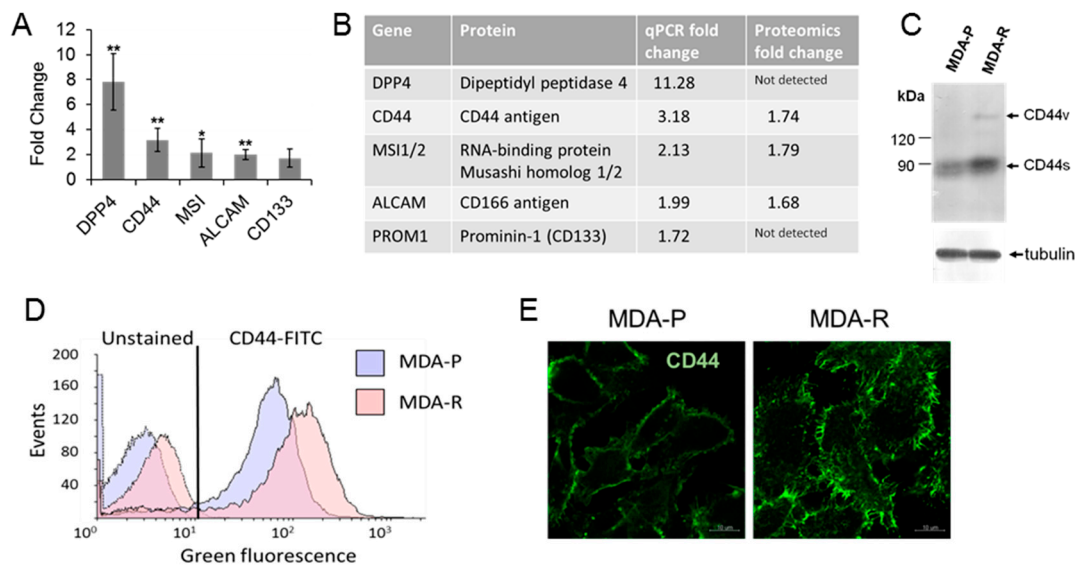 A
Fold Change
12
10
8
6
4
2
0
**
**
*
**
DPP4
CD44
MSI
ALCAM
CD133
B
Gene Protein qPCR fold change Proteomics fold change
DPP4 Dipeptidyl peptidase 4 11.28 Not detected
CD44 CD44 antigen 3.18 1.74
MSI1/2 RNA-binding protein Musashi homolog 1/2 2.13 1.79
ALCAM CD166 antigen 1.99 1.68
PROM1 Prominin-1 (CD133) 1.72 Not detected
C
MDA-P
MDA-R
kDa
120
90
CD44v
CD44s
tubulin
D
Unstained CD44-FITC
MDA-P
MDA-R
Events
200
160
120
80
40
10⁰ 10¹ 10² 10³
Green fluorescence
E
MDA-P MDA-R
CD44
10 µm
10 µm